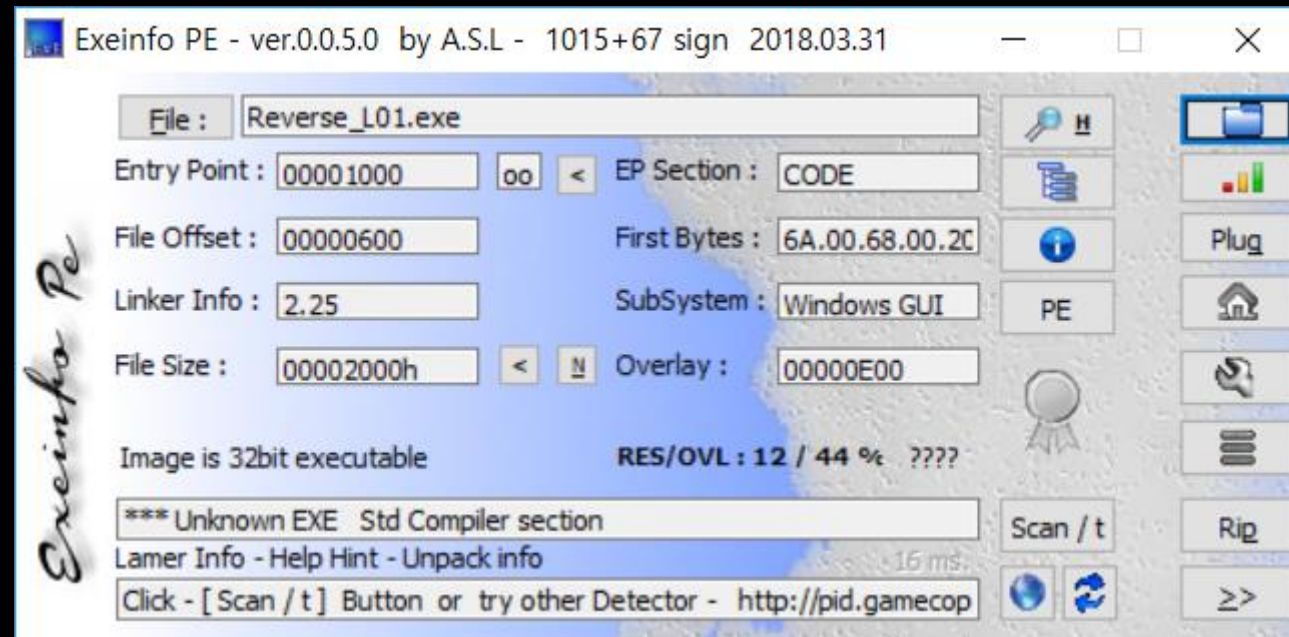 Exeinfo PE - ver.0.0.5.0 by A.S.L - 1015+67 sign 2018.03.31
File : Reverse_L01.exe H
Entry Point : 00001000 oo < EP Section : CODE
File Offset : 00000600 First Bytes : 6A.00.68.00.20 Plug
Linker Info : 2.25 SubSystem : Windows GUI PE
File Size : 00002000h < N Overlay : 00000E00
Image is 32bit executable RES/OVL : 12 / 44 % ????
*** Unknown EXE Std Compiler section Scan / t Rip
Lamer Info - Help Hint - Unpack info 16 ms.
Click - [ Scan / t ] Button or try other Detector - http://pid.gamecop >>
Exeinfo Pe